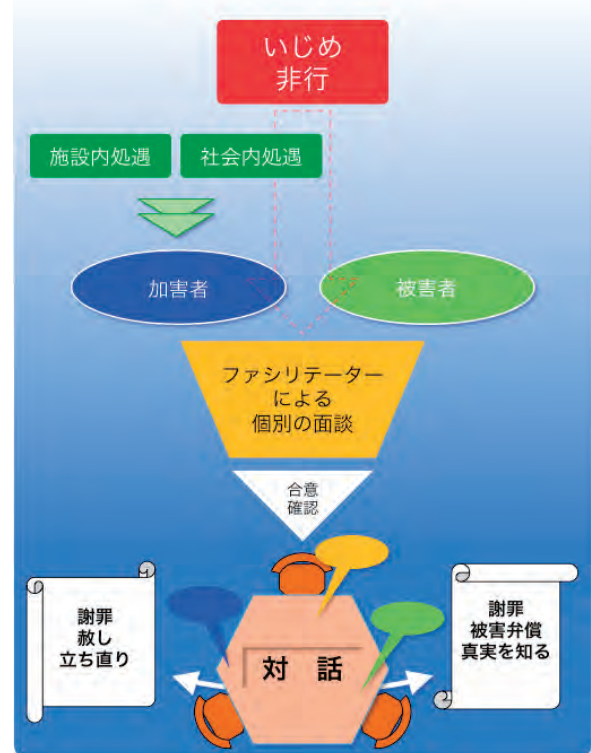 いじめ
非行
施設内処遇
社会内処遇
加害者
被害者
ファシリテーター
による
個別の面談
合意
確認
謝罪
赦し
立ち直り
対 話
謝罪
被害弁償
真実を知る